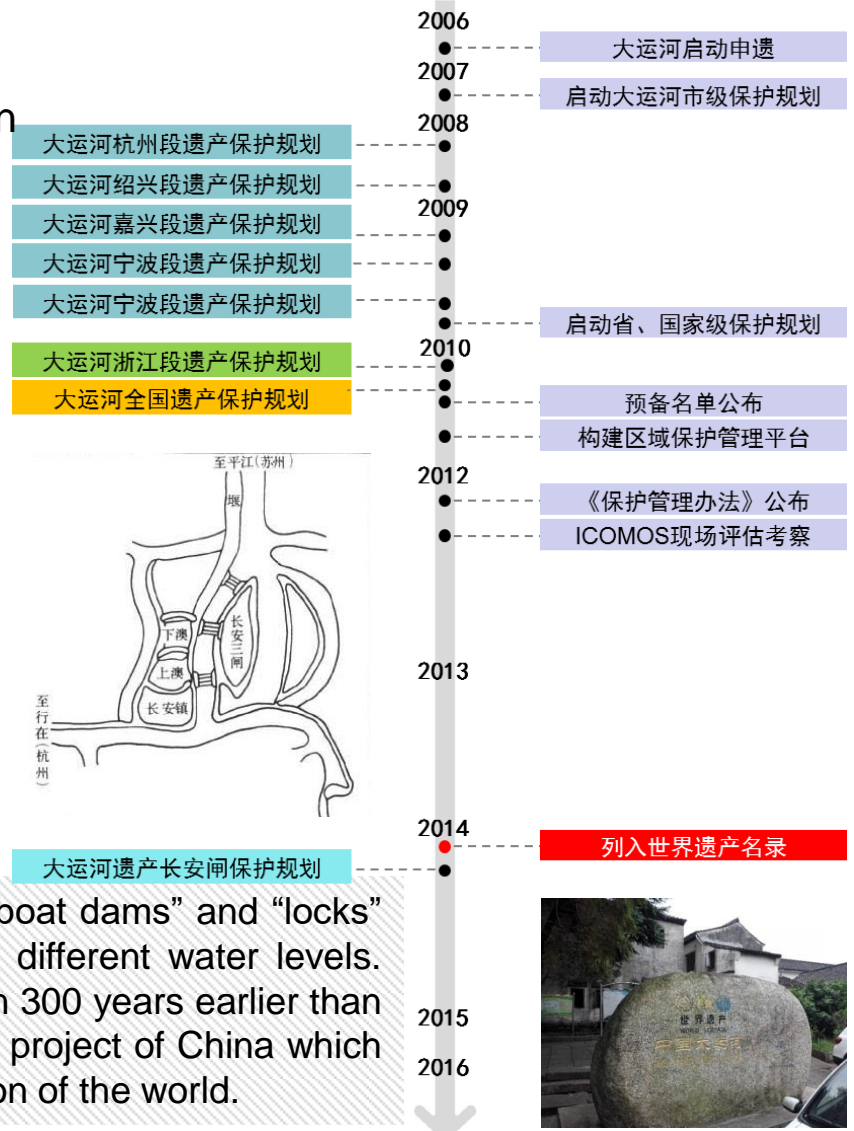 2006
大运河启动申遗
2007
启动大运河市级保护规划
n
2008
大运河杭州段遗产保护规划
大运河绍兴段遗产保护规划
2009
大运河嘉兴段遗产保护规划
大运河宁波段遗产保护规划
大运河宁波段遗产保护规划
启动省、国家级保护规划
2010
大运河浙江段遗产保护规划
大运河全国遗产保护规划
预备名单公布
构建区域保护管理平台
2012
《保护管理办法》公布
ICOMOS现场评估考察
至平江(苏州)
堰
下澳
长安三闸
上澳
长安镇
至行在(杭州)
2013
2014
列入世界遗产名录
大运河遗产长安闸保护规划
boat dams” and “locks”
different water levels.
n 300 years earlier than
project of China which
on of the world.
2015
2016
世界遗产